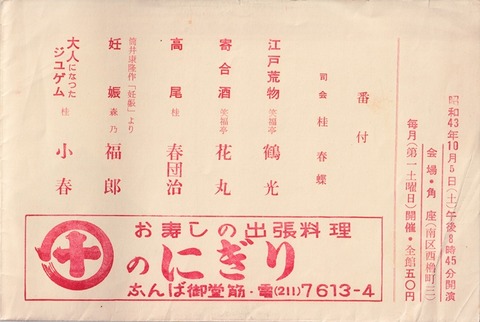 昭和43年10月5日(土)午後8時45分開演
会場・角座(南区西櫓町二)
毎月(第一土曜日)開催・全館五〇円
番付
司会 桂春蝶
江戸荒物 笑福亭 鶴光
寄合酒 笑福亭 花丸
高尾 桂 春団治
筒井康隆作「妊娠」より
妊娠 森乃 福郎
大人になった
ジュゲム 桂 小春
お寿しの出張料理
十のにぎり
なんば御堂筋・電(211)7613-4